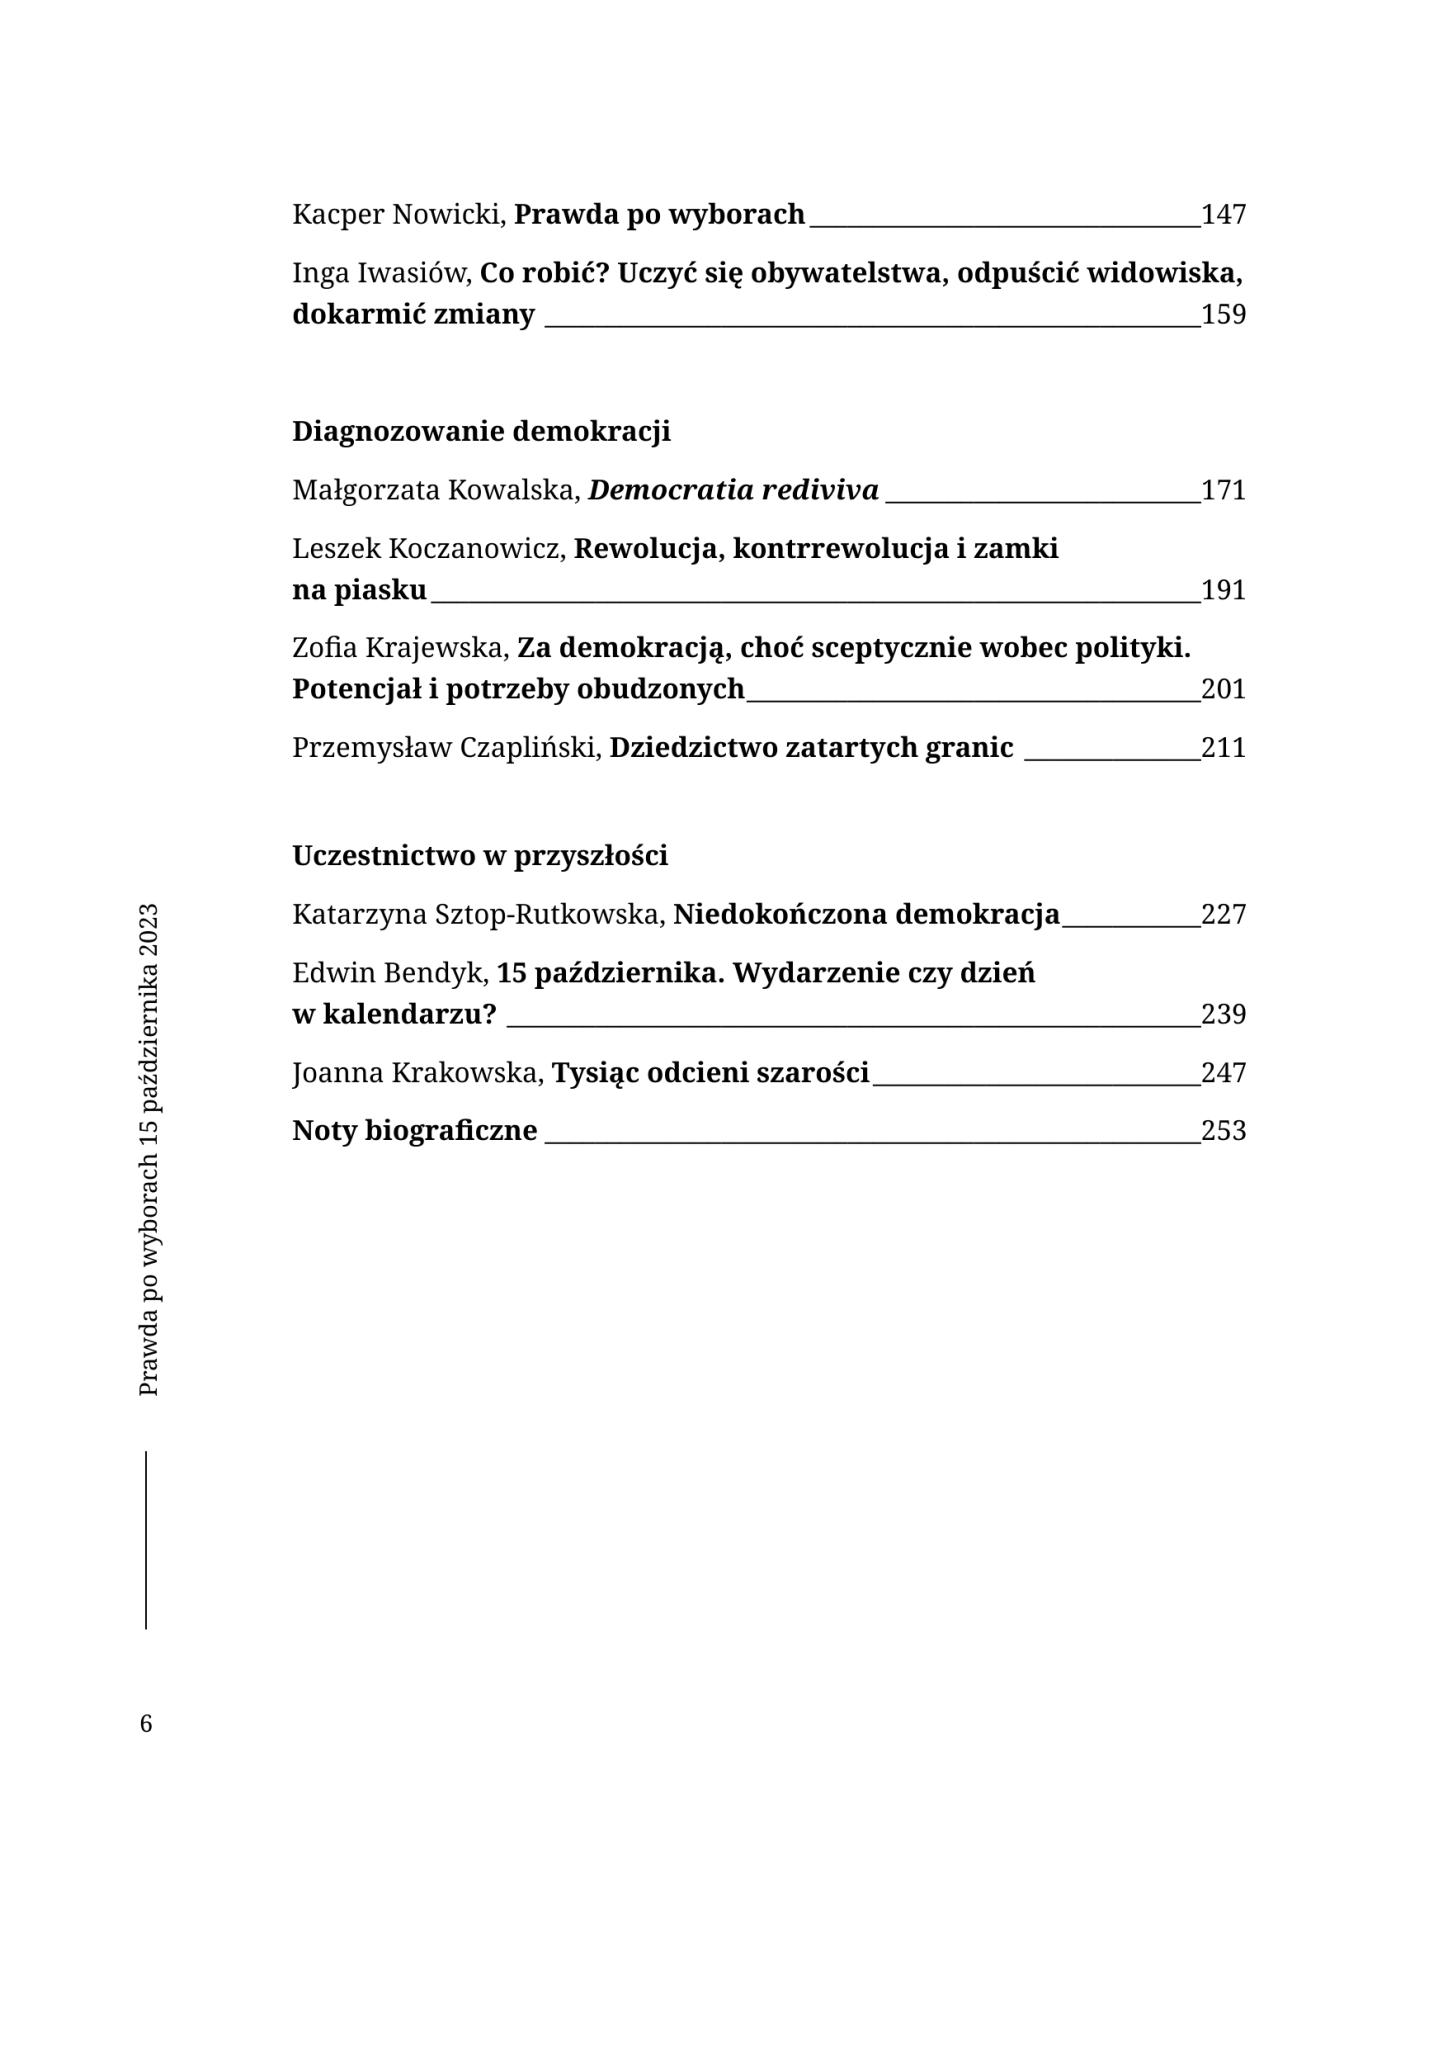 Kacper Nowicki, Prawda po wyborach 147
Inga Iwasiów, Co robić? Uczyć się obywatelstwa, odpuścić widowiska,
dokarmić zmiany 159
Diagnozowanie demokracji
Małgorzata Kowalska, Democratia rediviva 171
Leszek Koczanowicz, Rewolucja, kontrrewolucja i zamki
na piasku 191
Zofia Krajewska, Za demokracją, choć sceptycznie wobec polityki.
Potencjał i potrzeby obudzonych 201
Przemysław Czapliński, Dziedzictwo zatartych granic 211
Uczestnictwo w przyszłości
Katarzyna Sztop-Rutkowska, Niedokończona demokracja 227
Edwin Bendyk, 15 października. Wydarzenie czy dzień
w kalendarzu? 239
Joanna Krakowska, Tysiąc odcieni szarości 247
Noty biograficzne 253
Prawda po wyborach 15 października 2023
6